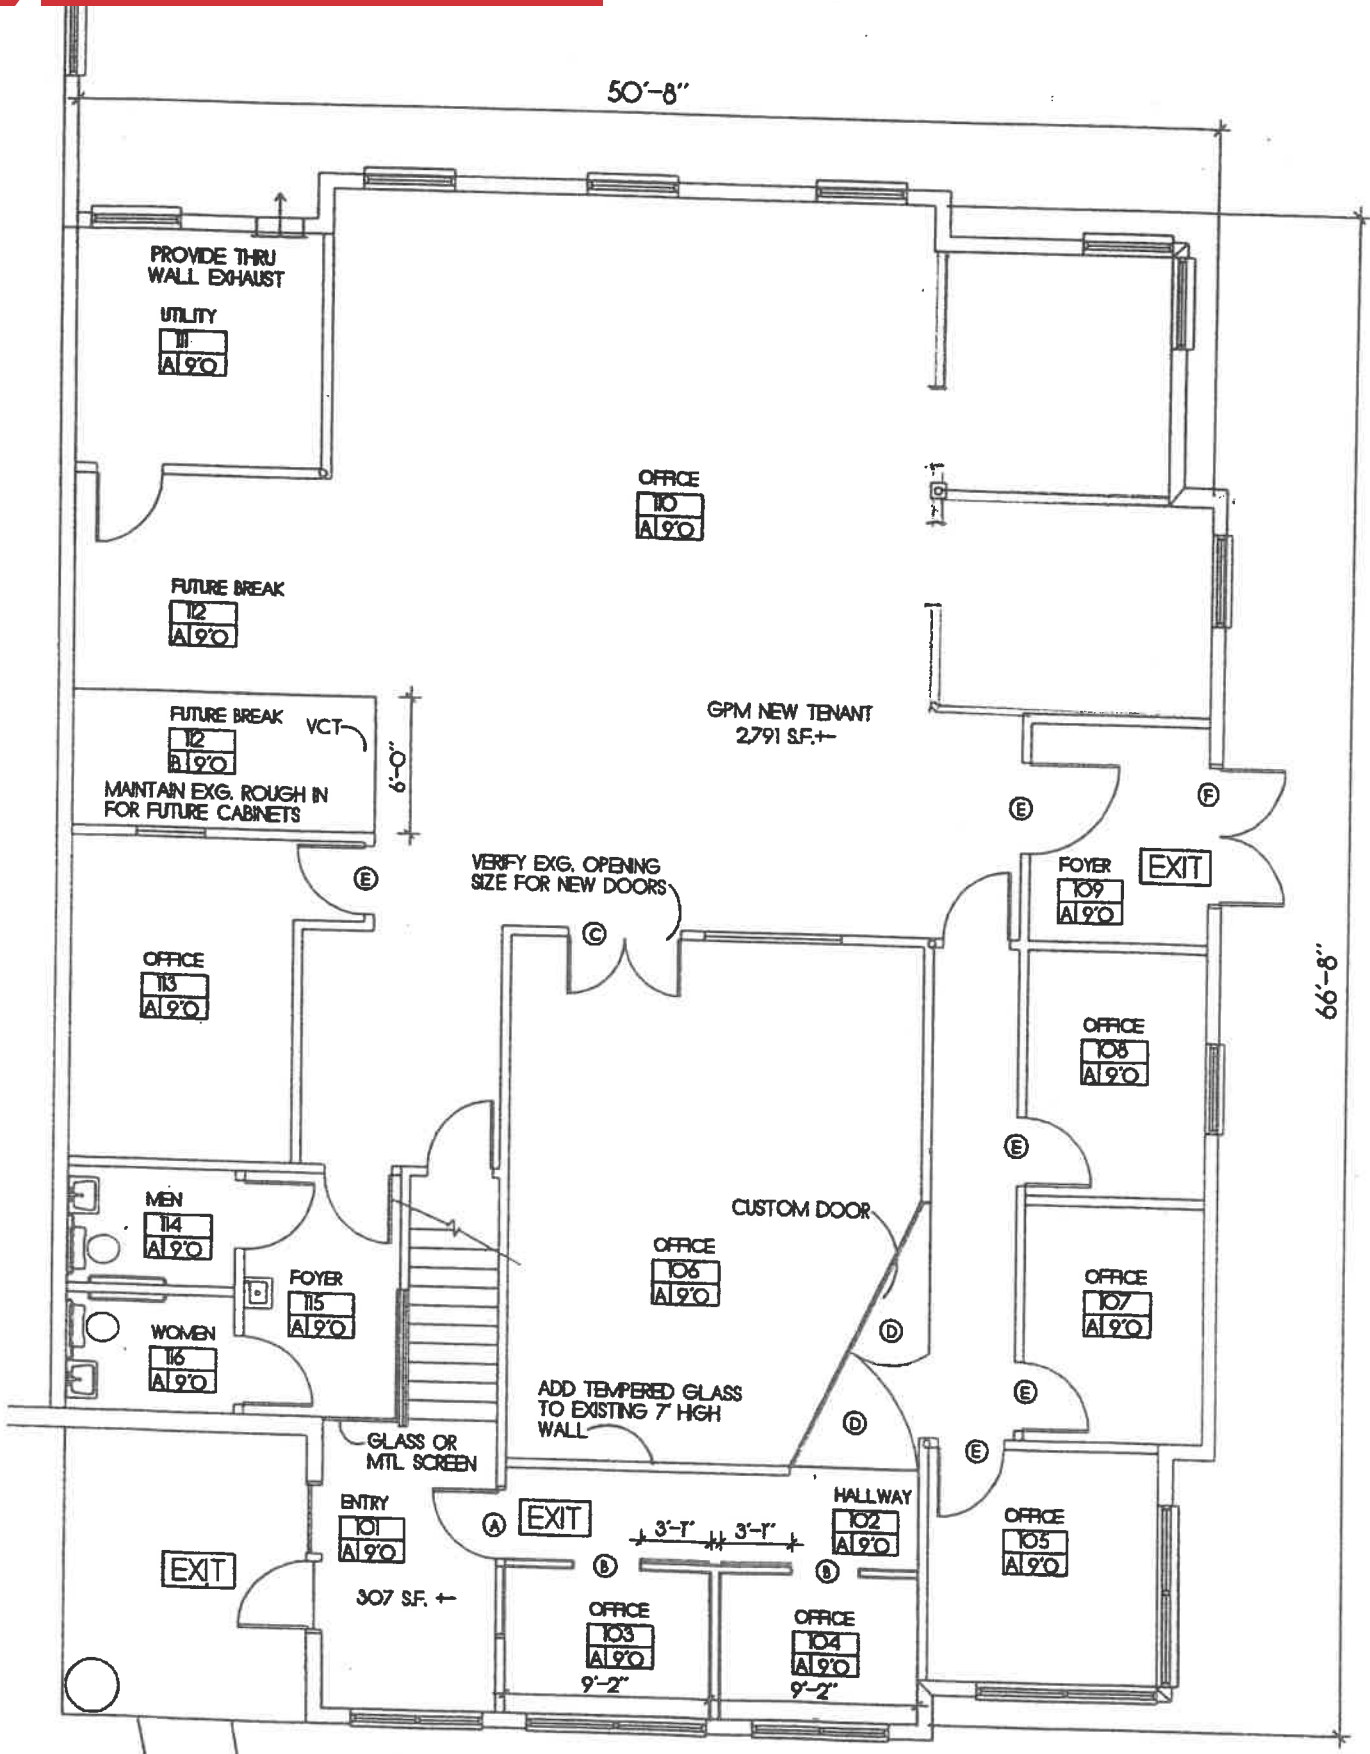 50'-8"
PROVIDE THRU
WALL EXHAUST
UTILITY
111
A 9'0
OFFICE
110
A 9'0
FUTURE BREAK
112
A 9'0
FUTURE BREAK
112
B 9'0
VCT
MAINTAIN EXG. ROUGH IN
FOR FUTURE CABINETS
6'-0"
GPM NEW TENANT
2,791 S.F.+-
E
F
FOYER
109
A 9'0
EXIT
VERIFY EXG. OPENING
SIZE FOR NEW DOORS
E
C
OFFICE
113
A 9'0
66'-8"
OFFICE
108
A 9'0
E
MEN
114
A 9'0
CUSTOM DOOR
OFFICE
106
A 9'0
FOYER
115
A 9'0
OFFICE
107
A 9'0
WOMEN
116
A 9'0
D
ADD TEMPERED GLASS
TO EXISTING 7' HIGH
WALL
D
E
E
GLASS OR
MTL SCREEN
ENTRY
101
A 9'0
A
EXIT
3'-1"
3'-1"
HALLWAY
102
A 9'0
OFFICE
105
A 9'0
EXIT
307 S.F. +-
B
B
OFFICE
103
A 9'0
9'-2"
OFFICE
104
A 9'0
9'-2"